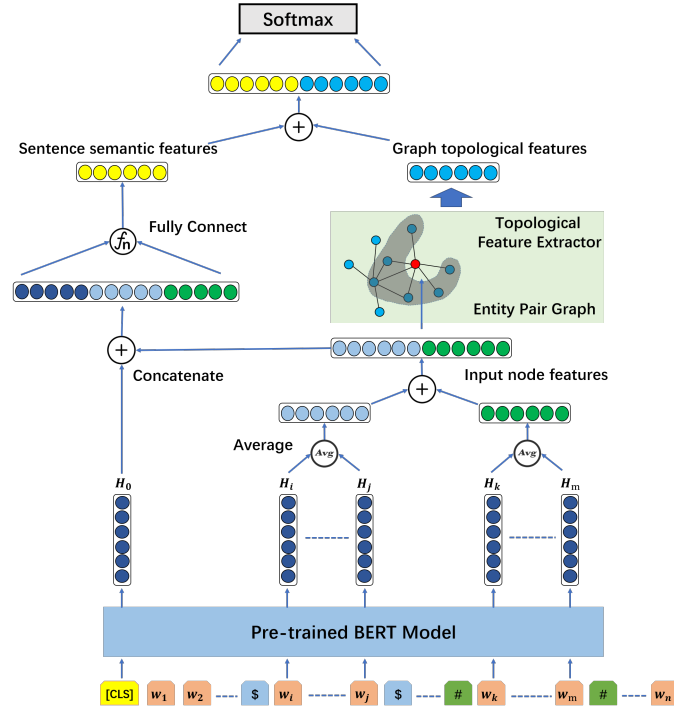 Softmax
+
Sentence semantic features
Graph topological features
fn
Fully Connect
Topological
Feature Extractor
Entity Pair Graph
+
Concatenate
+
Input node features
Average
Avg
Avg
H0
Hi
Hj
Hk
Hm
Pre-trained BERT Model
[CLS] w1 w2 $ wi wj $ # wk wm # wn